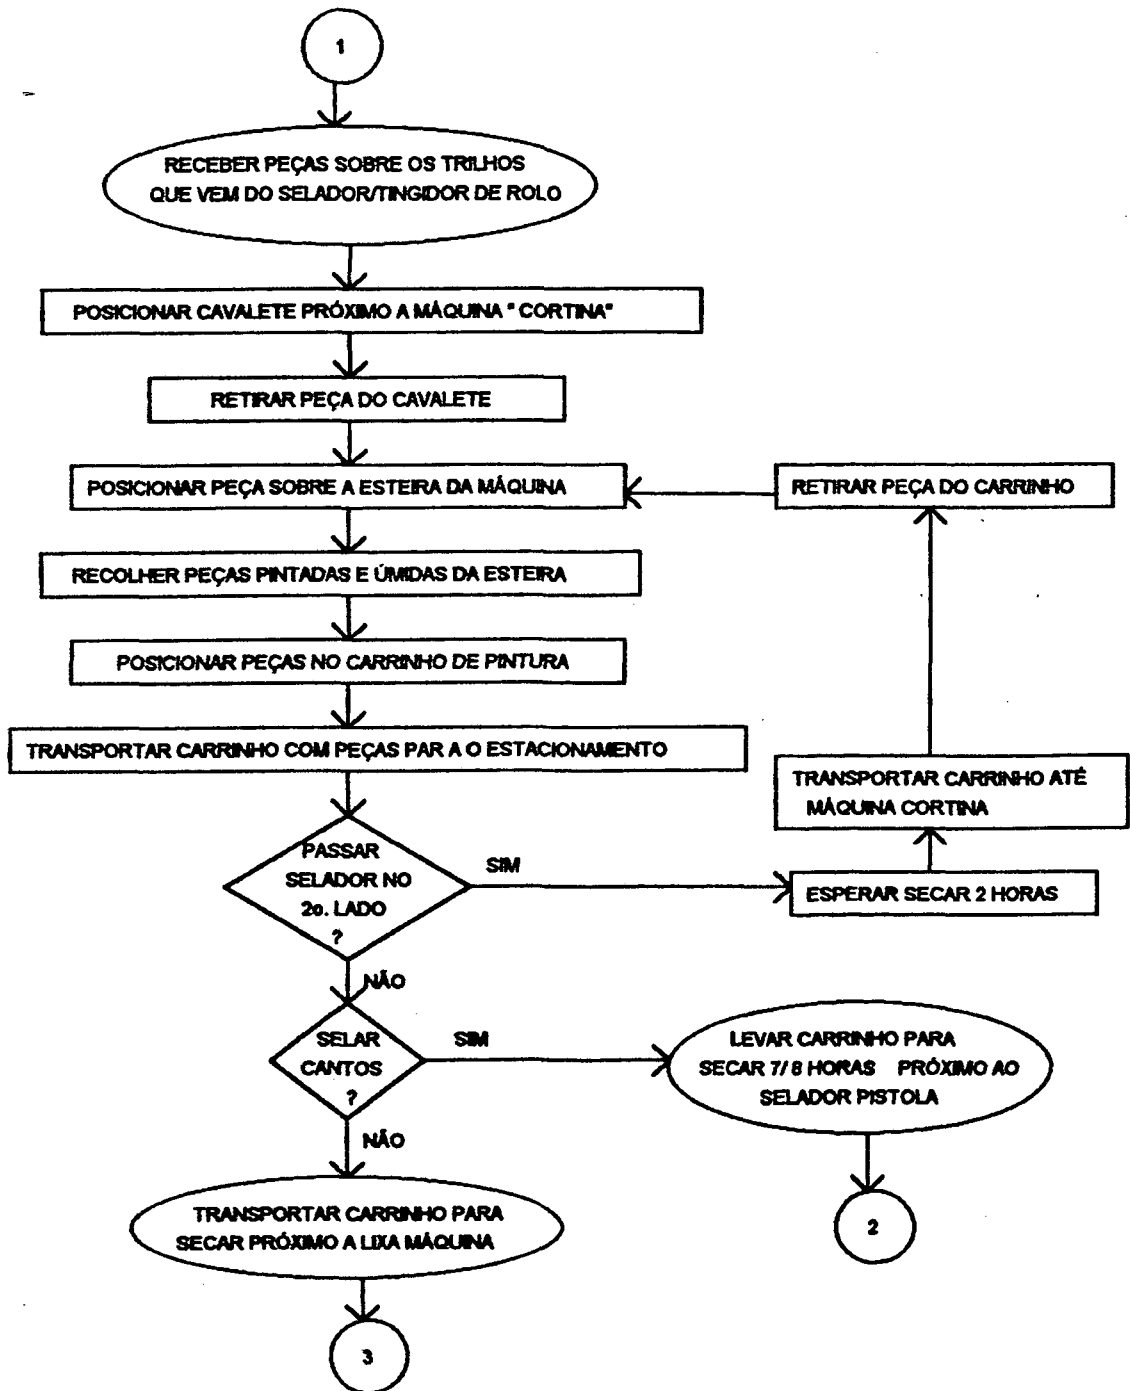 1
RECEBER PEÇAS SOBRE OS TRILHOS
QUE VEM DO SELADOR/TINGIDOR DE ROLO
POSICIONAR CAVALETE PRÓXIMO A MÁQUINA " CORTINA"
RETIRAR PEÇA DO CAVALETE
POSICIONAR PEÇA SOBRE A ESTEIRA DA MÁQUINA
RETIRAR PEÇA DO CARRINHO
RECOLHER PEÇAS PINTADAS E ÚMIDAS DA ESTEIRA
POSICIONAR PEÇAS NO CARRINHO DE PINTURA
TRANSPORTAR CARRINHO COM PEÇAS PAR A O ESTACIONAMENTO
TRANSPORTAR CARRINHO ATÉ
MÁQUINA CORTINA
PASSAR
SELADOR NO
2o. LADO
?
SIM
ESPERAR SECAR 2 HORAS
NÃO
SELAR
CANTOS
?
SIM
LEVAR CARRINHO PARA
SECAR 7/ 8 HORAS PRÓXIMO AO
SELADOR PISTOLA
NÃO
TRANSPORTAR CARRINHO PARA
SECAR PRÓXIMO A LIXA MÁQUINA
2
3